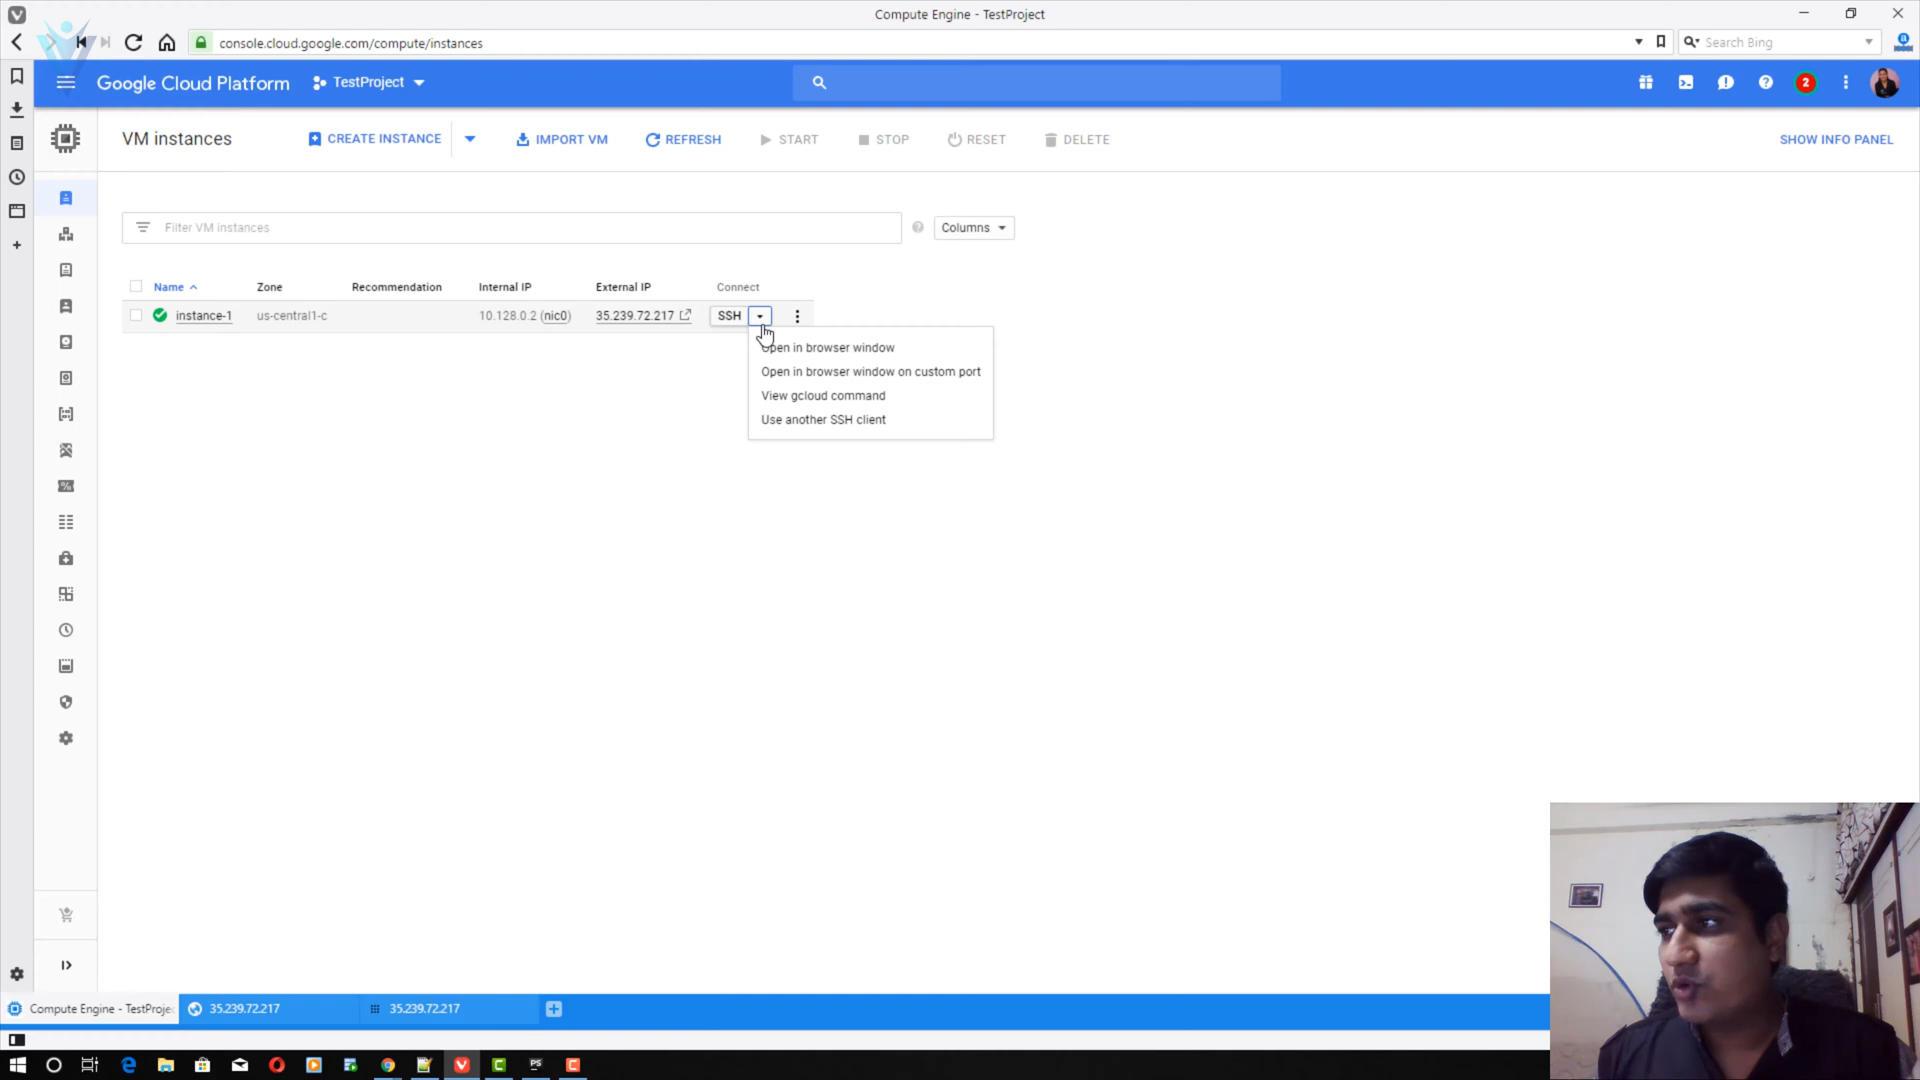 Compute Engine - TestProject
console.cloud.google.com/compute/instances
Search Bing
Google Cloud Platform
TestProject
2
VM instances
CREATE INSTANCE
IMPORT VM
REFRESH
START
STOP
RESET
DELETE
SHOW INFO PANEL
Filter VM instances
Columns
Name
Zone
Recommendation
Internal IP
External IP
Connect
instance-1
us-central1-c
10.128.0.2 (nic0)
35.239.72.217
SSH
Open in browser window
Open in browser window on custom port
View gcloud command
Use another SSH client
Compute Engine - TestProjec
35.239.72.217
35.239.72.217